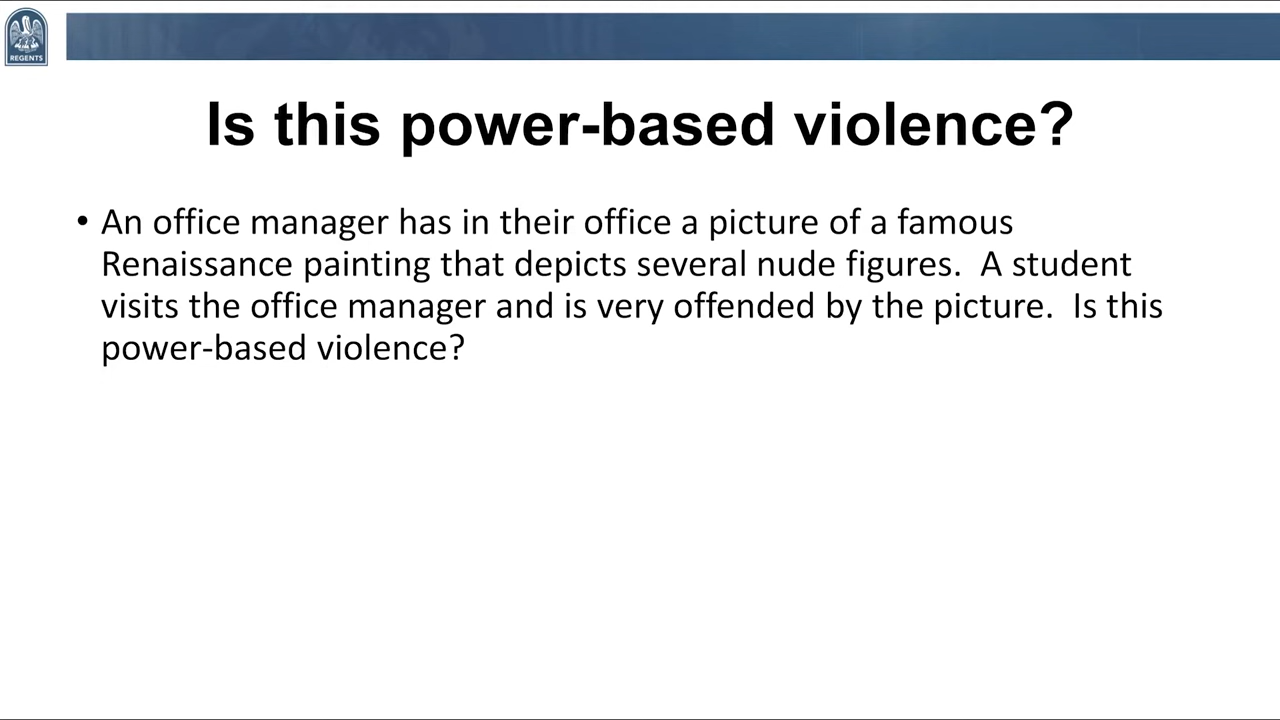 REGENTS
Is this power-based violence?
• An office manager has in their office a picture of a famous
Renaissance painting that depicts several nude figures.  A student
visits the office manager and is very offended by the picture.  Is this
power-based violence?